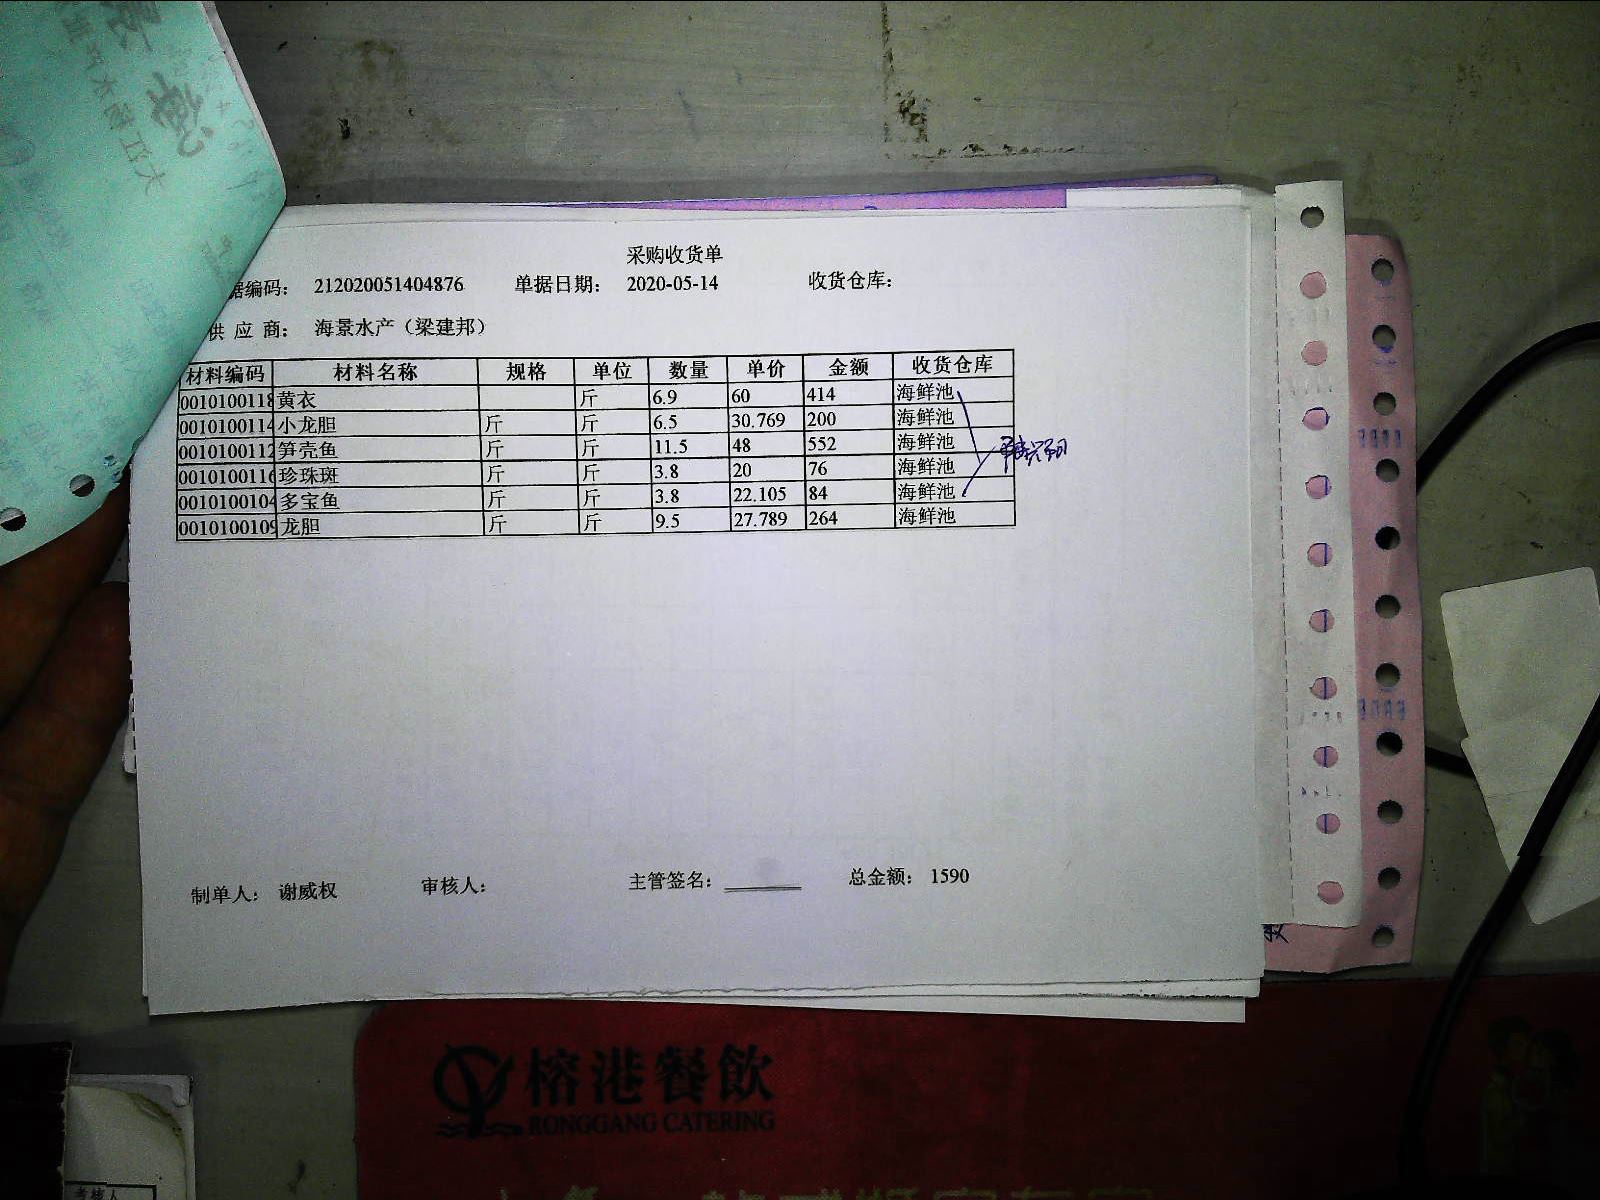 采购收货单
据编码： 212020051404876 单据日期： 2020-05-14 收货仓库：
供 应 商： 海景水产（梁建邦）
材料编码 材料名称 规格 单位 数量 单价 金额 收货仓库
0010100118 黄衣 斤 6.9 60 414 海鲜池
0010100114 小龙胆 斤 斤 6.5 30.769 200 海鲜池
0010100112 笋壳鱼 斤 斤 11.5 48 552 海鲜池
0010100116 珍珠斑 斤 斤 3.8 20 76 海鲜池
0010100104 多宝鱼 斤 斤 3.8 22.105 84 海鲜池
0010100109 龙胆 斤 斤 9.5 27.789 264 海鲜池
制单人： 谢威权 审核人： 主管签名： 总金额： 1590
榕港餐飲
RONGGANG CATERING